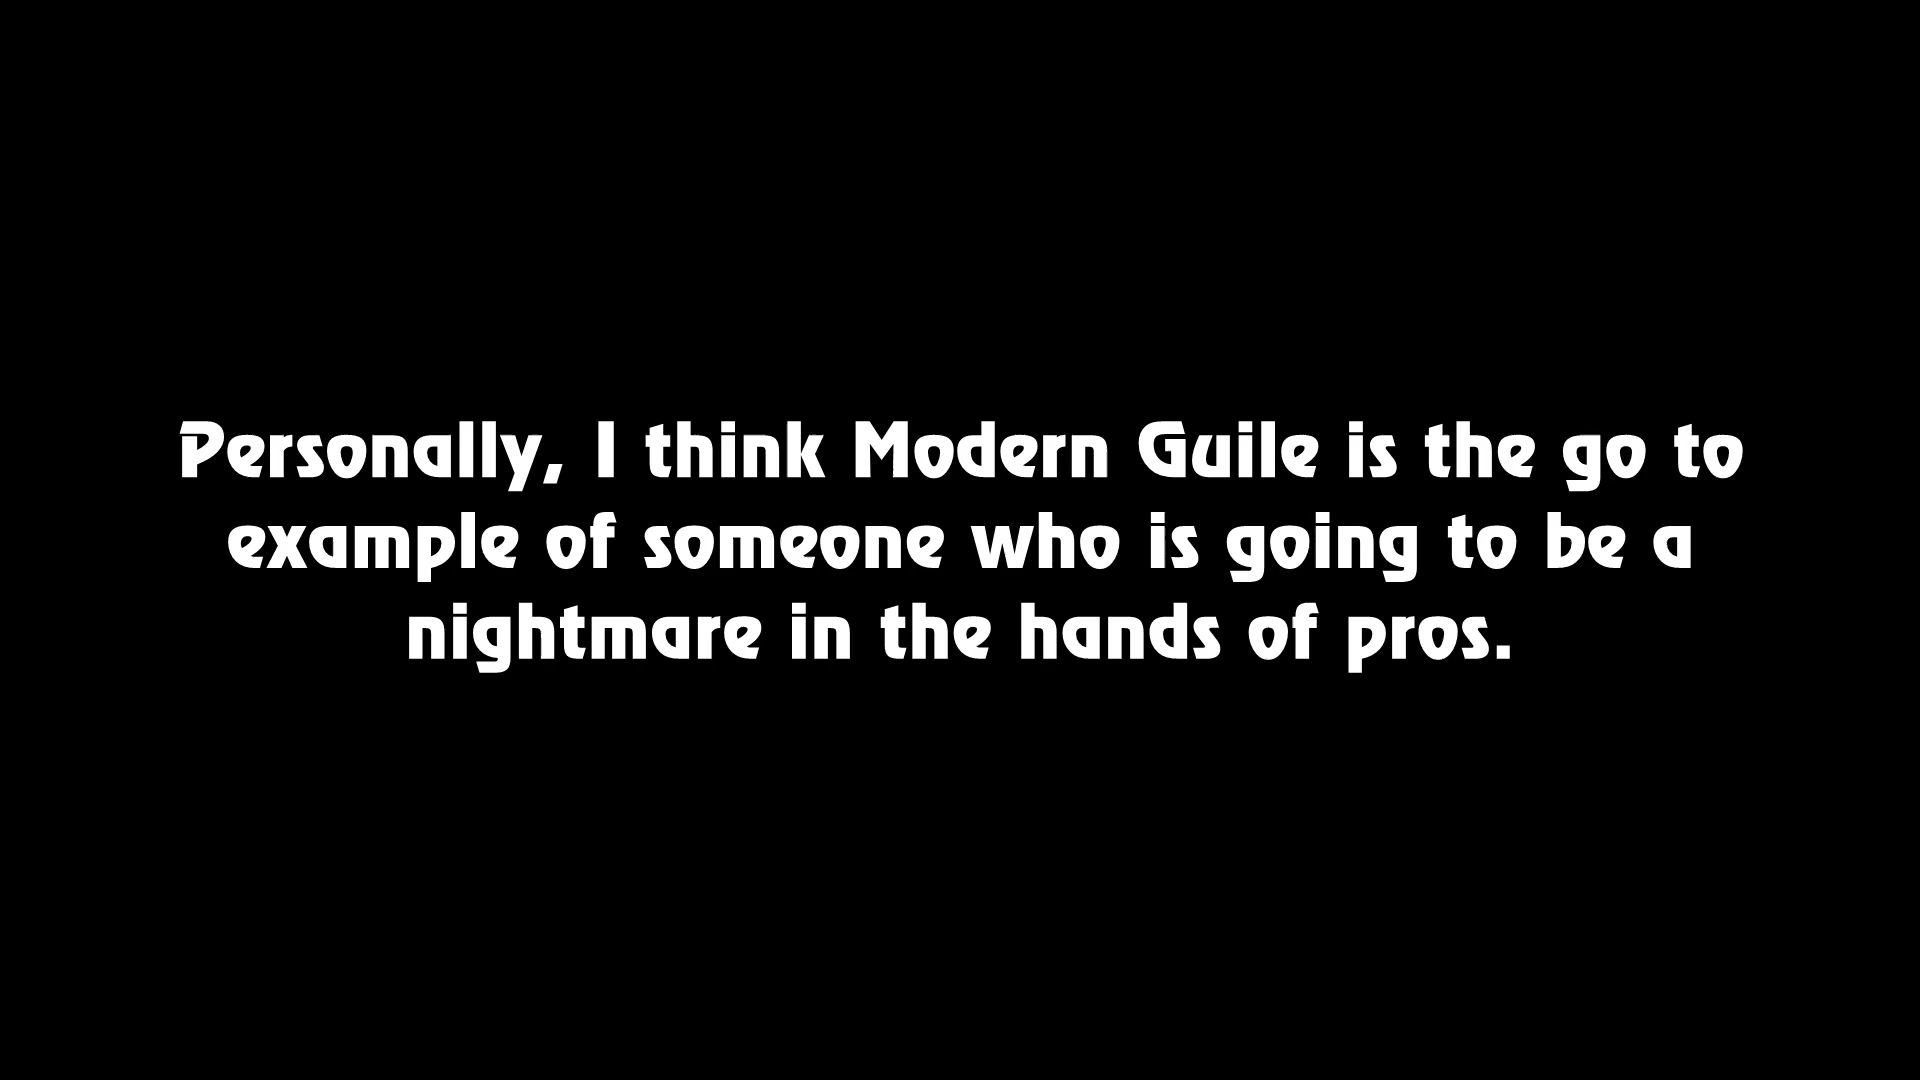 Personally, I think Modern Guile is the go to
example of someone who is going to be a
nightmare in the hands of pros.